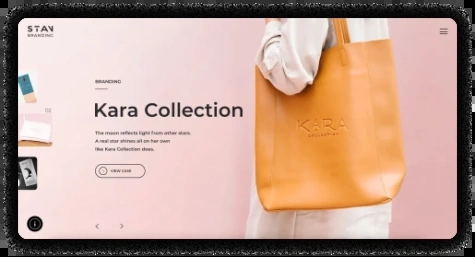 STAY
BRANDING
BRANDING
Kara Collection
The moon reflects light from other stars.
A real star shines all on her own
like Kara Collection does.
VIEW CASE
KARA
COLLECTION